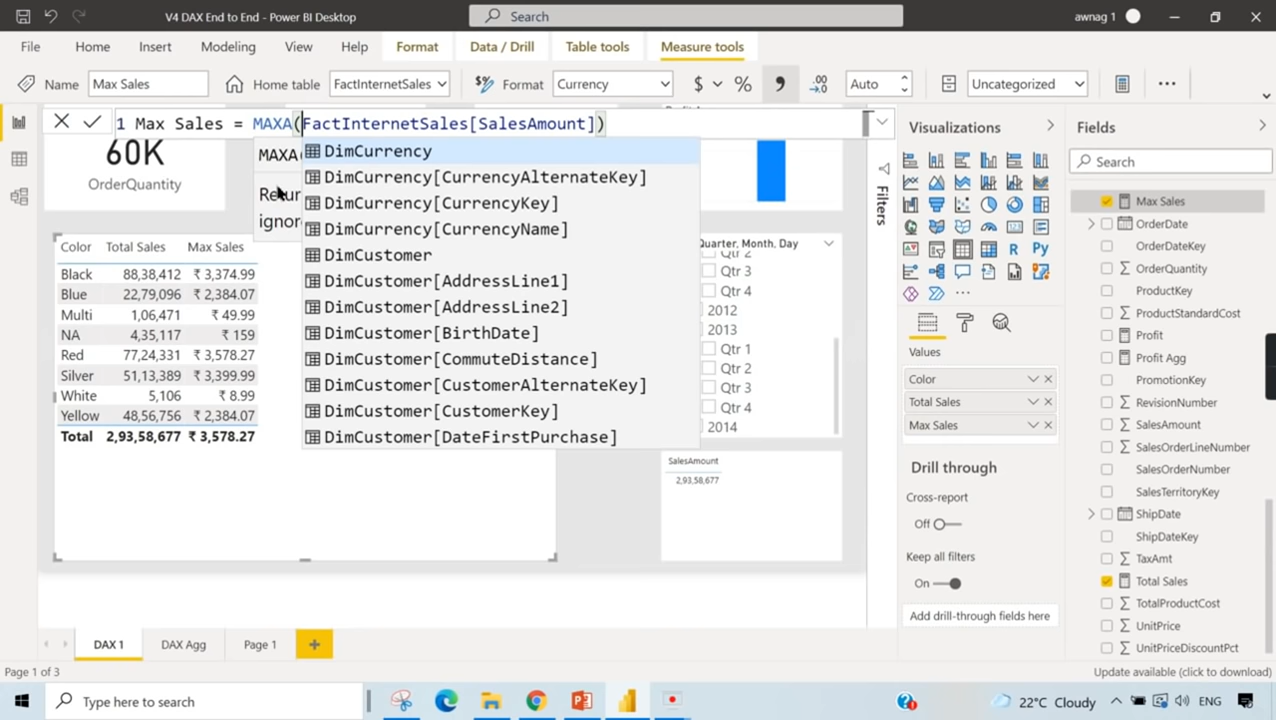 V4 DAX End to End - Power BI Desktop
Search
awnag 1
File
Home
Insert
Modeling
View
Help
Format
Data / Drill
Table tools
Measure tools
Name
Max Sales
Home table
FactInternetSales
Format
Currency
$
%
Auto
Uncategorized
1 Max Sales = MAXA(FactInternetSales[SalesAmount])
MAXA(
DimCurrency
DimCurrency[CurrencyAlternateKey]
DimCurrency[CurrencyKey]
DimCurrency[CurrencyName]
DimCustomer
DimCustomer[AddressLine1]
DimCustomer[AddressLine2]
DimCustomer[BirthDate]
DimCustomer[CommuteDistance]
DimCustomer[CustomerAlternateKey]
DimCustomer[CustomerKey]
DimCustomer[DateFirstPurchase]
60K
OrderQuantity
Color Total Sales Max Sales
Black 88,38,412 ₹ 3,374.99
Blue 22,79,096 ₹ 2,384.07
Multi 1,06,471 ₹ 49.99
NA 4,35,117 ₹ 159
Red 77,24,331 ₹ 3,578.27
Silver 51,13,389 ₹ 3,399.99
White 5,106 ₹ 8.99
Yellow 48,56,756 ₹ 2,384.07
Total 2,93,58,677 ₹ 3,578.27
Quarter, Month, Day
Qtr 2
Qtr 3
Qtr 4
2012
2013
Qtr 1
Qtr 2
Qtr 3
Qtr 4
2014
SalesAmount
2,93,58,677
Filters
Visualizations
R
Py
Values
Color
Total Sales
Max Sales
Drill through
Cross-report
Off
Keep all filters
On
Add drill-through fields here
Fields
Search
Max Sales
OrderDate
OrderDateKey
OrderQuantity
ProductKey
ProductStandardCost
Profit
Profit Agg
PromotionKey
RevisionNumber
SalesAmount
SalesOrderLineNumber
SalesOrderNumber
SalesTerritoryKey
ShipDate
ShipDateKey
TaxAmt
Total Sales
TotalProductCost
UnitPrice
UnitPriceDiscountPct
DAX 1
DAX Agg
Page 1
Page 1 of 3
Update available (click to download)
Type here to search
22°C Cloudy
ENG